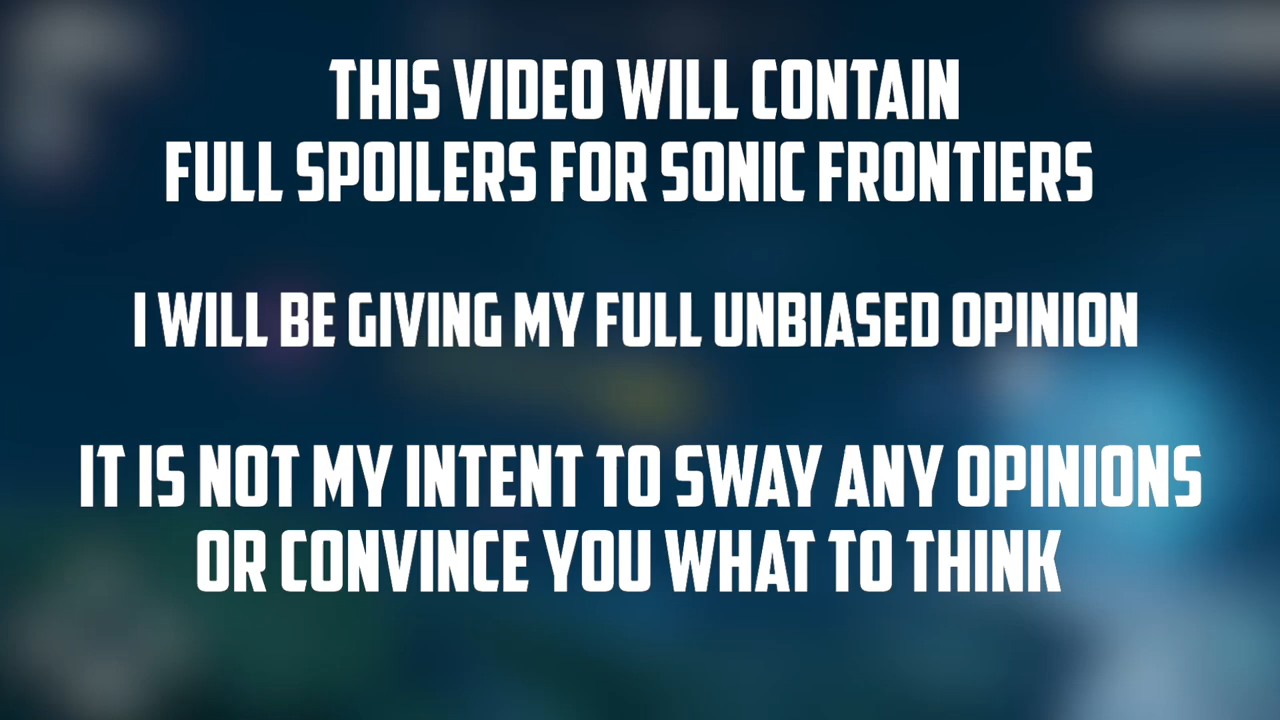 THIS VIDEO WILL CONTAIN
FULL SPOILERS FOR SONIC FRONTIERS
I WILL BE GIVING MY FULL UNBIASED OPINION
IT IS NOT MY INTENT TO SWAY ANY OPINIONS
OR CONVINCE YOU WHAT TO THINK